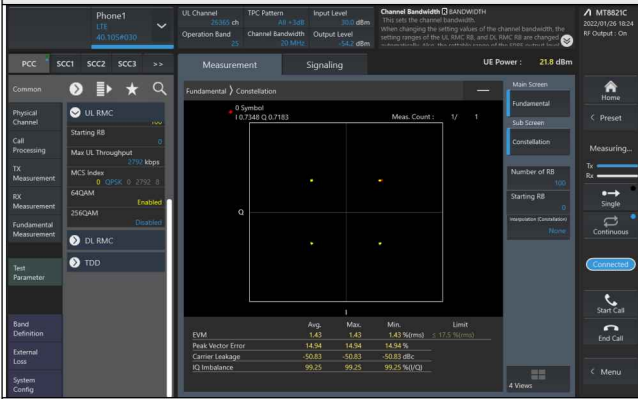 Phone1
LTE
40.105#030
UL Channel
26365 ch
TPC Pattern
All +3dB
Input Level
30.0 dBm
Operation Band
25
Channel Bandwidth
20 MHz
Output Level
-54.2 dBm
Channel Bandwidth BANDWIDTH
This sets the channel bandwidth.
When changing the setting values of the channel bandwidth, the
setting ranges of the UL RMC RB, and DL RMC RB are changed
MT8821C
2022/01/26 18:24
RF Output : On
PCC SCC1 SCC2 SCC3 >>
Measurement
Signaling
UE Power : 21.8 dBm
Common
Physical
Channel
Call
Processing
TX
Measurement
RX
Measurement
Fundamental
Measurement
Test
Parameter
Band
Definition
External
Loss
System
Config
UL RMC
Starting RB
0
Max UL Throughput
2792 kbps
MCS Index
0 QPSK 0 2792 8
64QAM
Enabled
256QAM
Disabled
DL RMC
TDD
Fundamental Constellation
0 Symbol
I 0.7348 Q 0.7183
Meas. Count : 1/ 1
Q
I
Avg. Max. Min. Limit
EVM 1.43 1.43 1.43 %(rms) ≤ 17.5 %(rms)
Peak Vector Error 14.94 14.94 14.94 %
Carrier Leakage -50.83 -50.83 -50.83 dBc
IQ Imbalance 99.25 99.25 99.25 %(I/Q)
Main Screen
Fundamental
Sub Screen
Constellation
Number of RB
100
Starting RB
0
Interpolation (Constellation)
None
4 Views
Home
< Preset
Measuring...
Tx
Rx
Single
Continuous
Connected
Start Call
End Call
< Menu